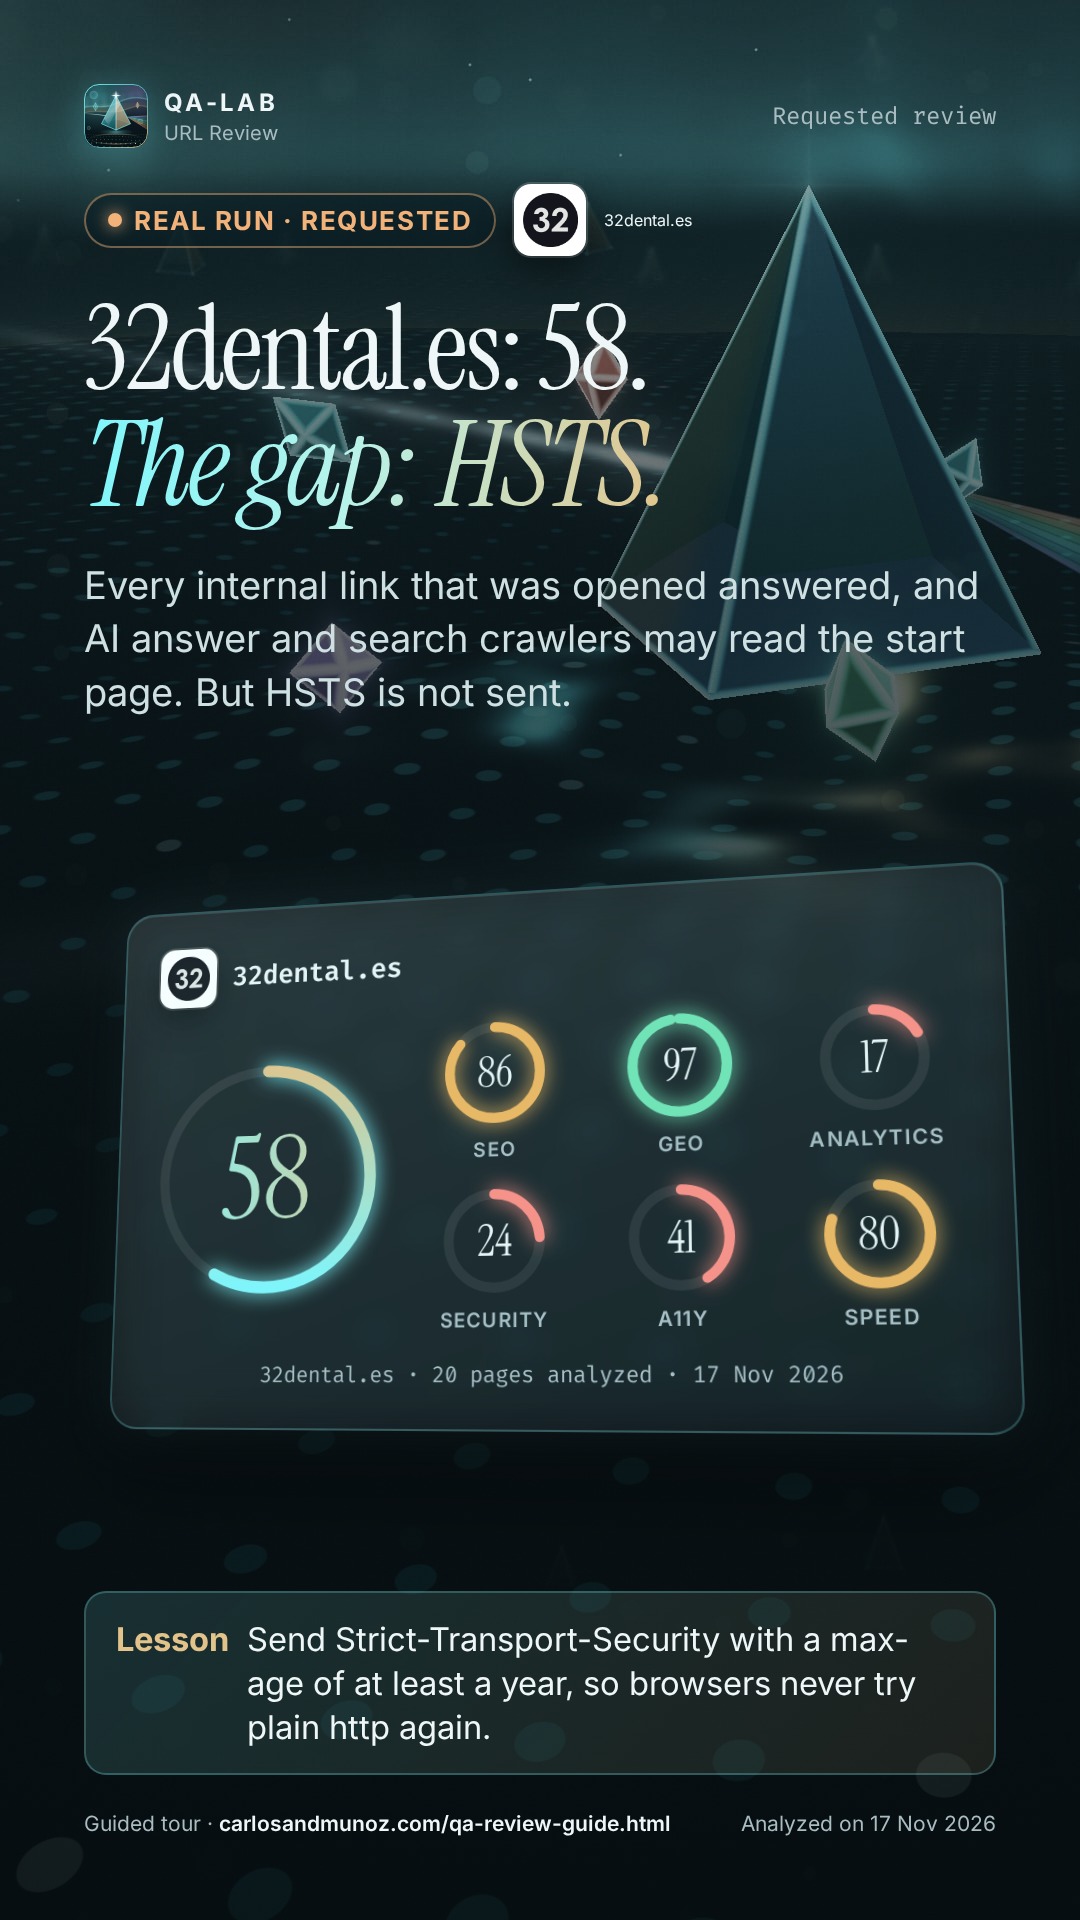 QA-LAB
URL Review
Requested review
REAL RUN · REQUESTED
32
32dental.es
32dental.es: 58.
The gap: HSTS.
Every internal link that was opened answered, and
AI answer and search crawlers may read the start
page. But HSTS is not sent.
32
32dental.es
58
86
SEO
97
GEO
17
ANALYTICS
24
SECURITY
41
A11Y
80
SPEED
32dental.es · 20 pages analyzed · 17 Nov 2026
Lesson
Send Strict-Transport-Security with a max-
age of at least a year, so browsers never try
plain http again.
Guided tour · carlosandmunoz.com/qa-review-guide.html
Analyzed on 17 Nov 2026